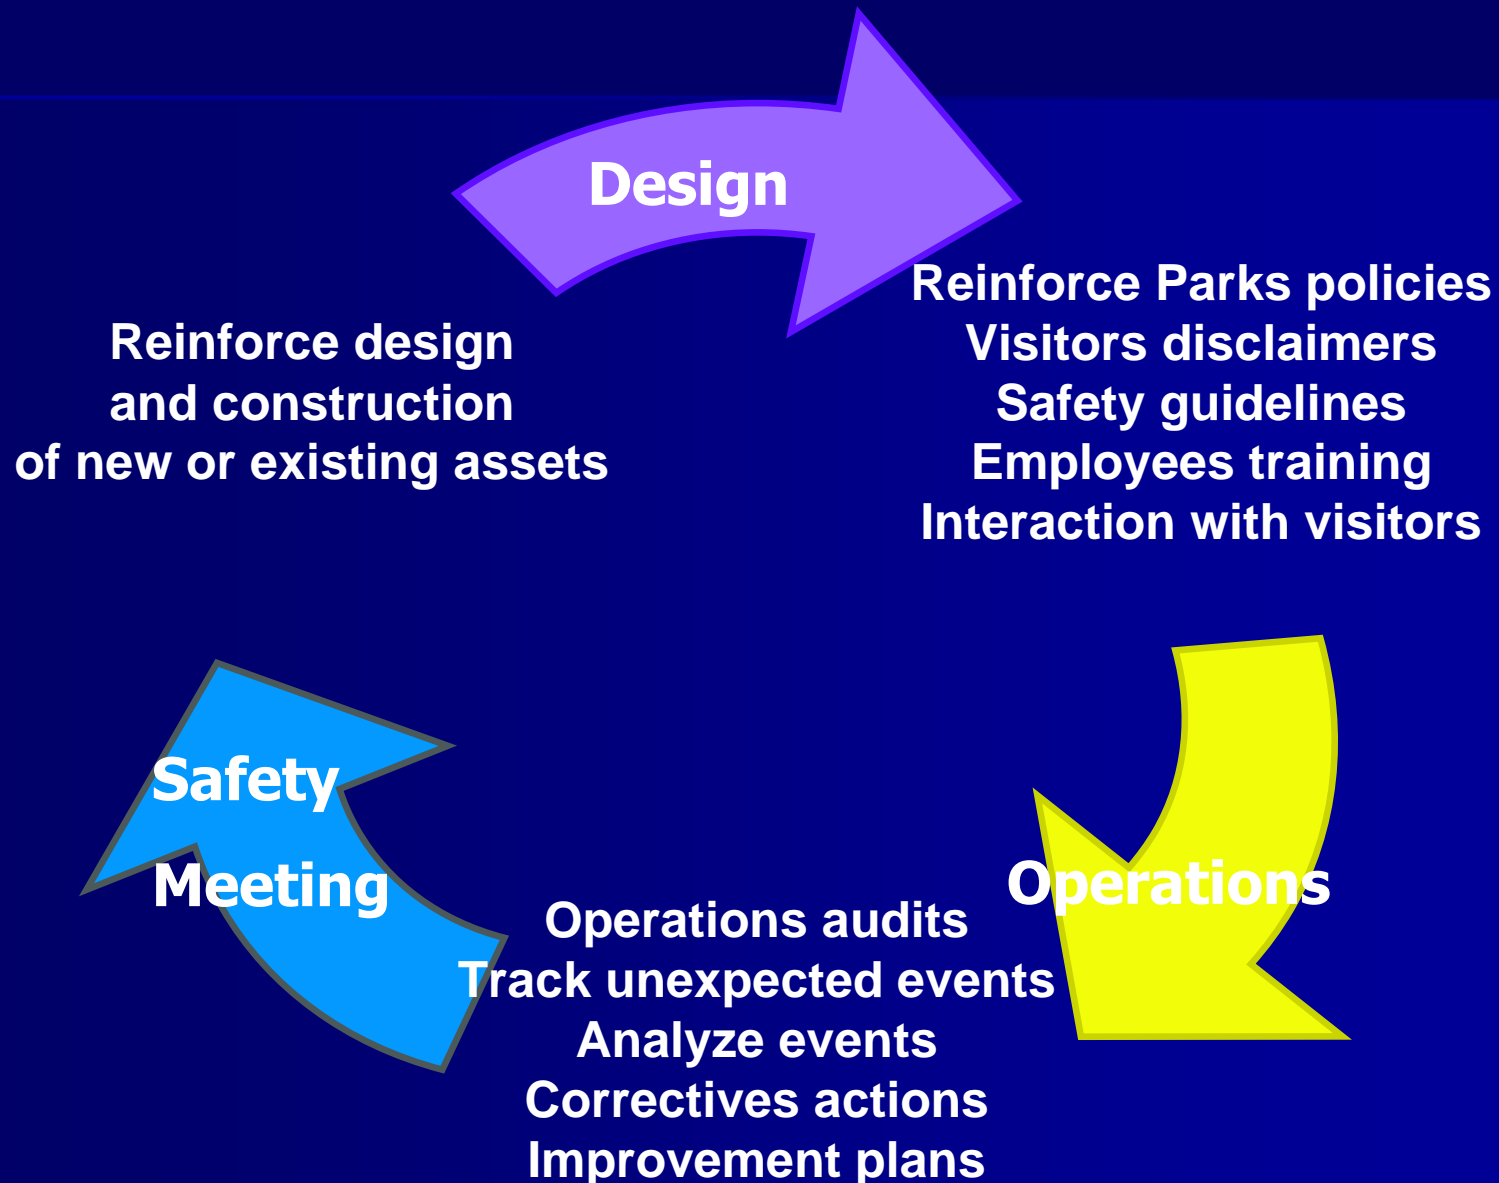 Design
Reinforce design
and construction
of new or existing assets
Reinforce Parks policies
Visitors disclaimers
Safety guidelines
Employees training
Interaction with visitors
Safety
Meeting
Operations
Operations audits
Track unexpected events
Analyze events
Correctives actions
Improvement plans